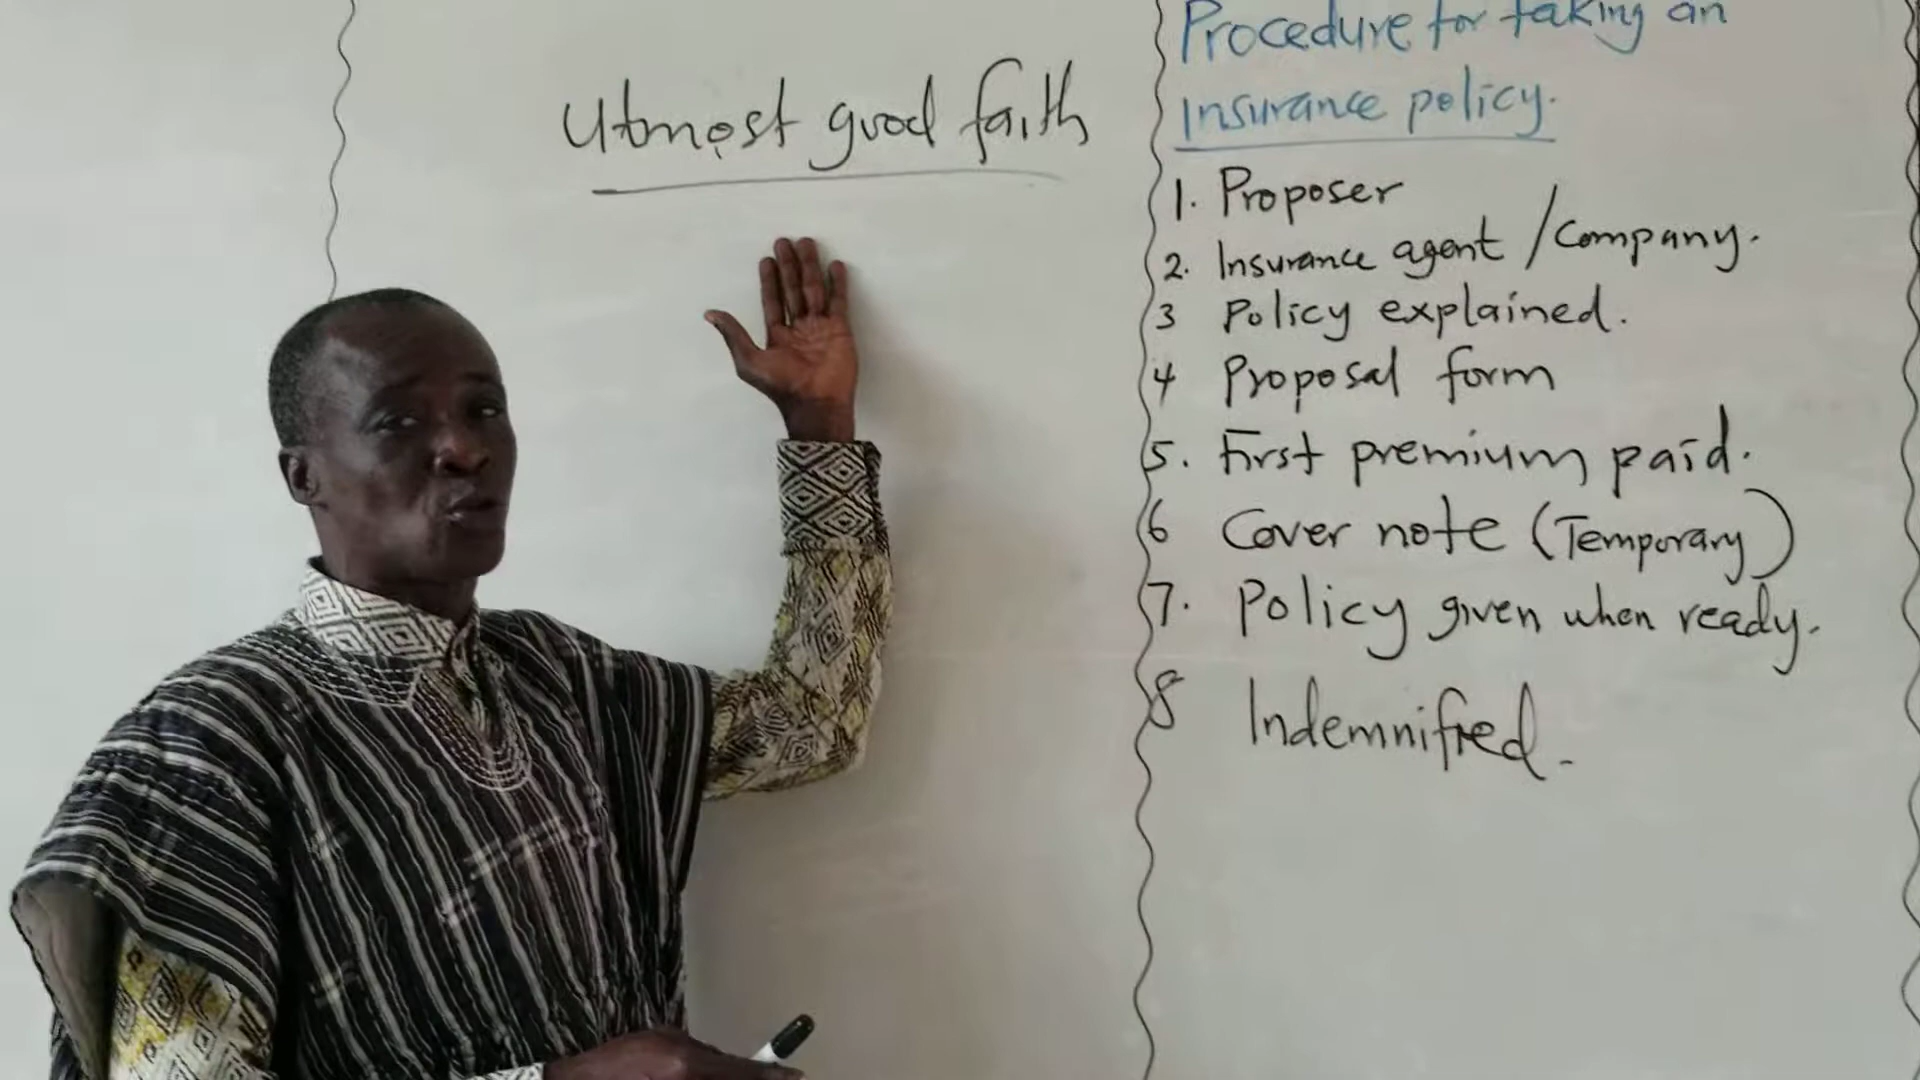 Utmost good faith
Procedure for taking an
Insurance policy.
1. Proposer
2. Insurance agent / Company.
3 Policy explained.
4 Proposal form
5. First premium paid.
6 Cover note (Temporary)
7. Policy given when ready.
8 Indemnified.